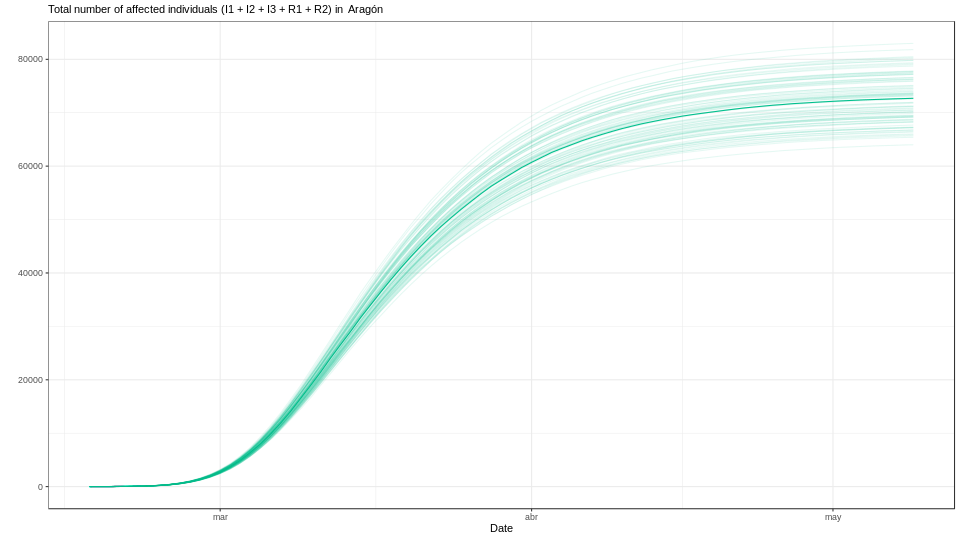 Total number of affected individuals (I1 + I2 + I3 + R1 + R2) in Aragón
80000
60000
40000
20000
0
mar abr may
Date